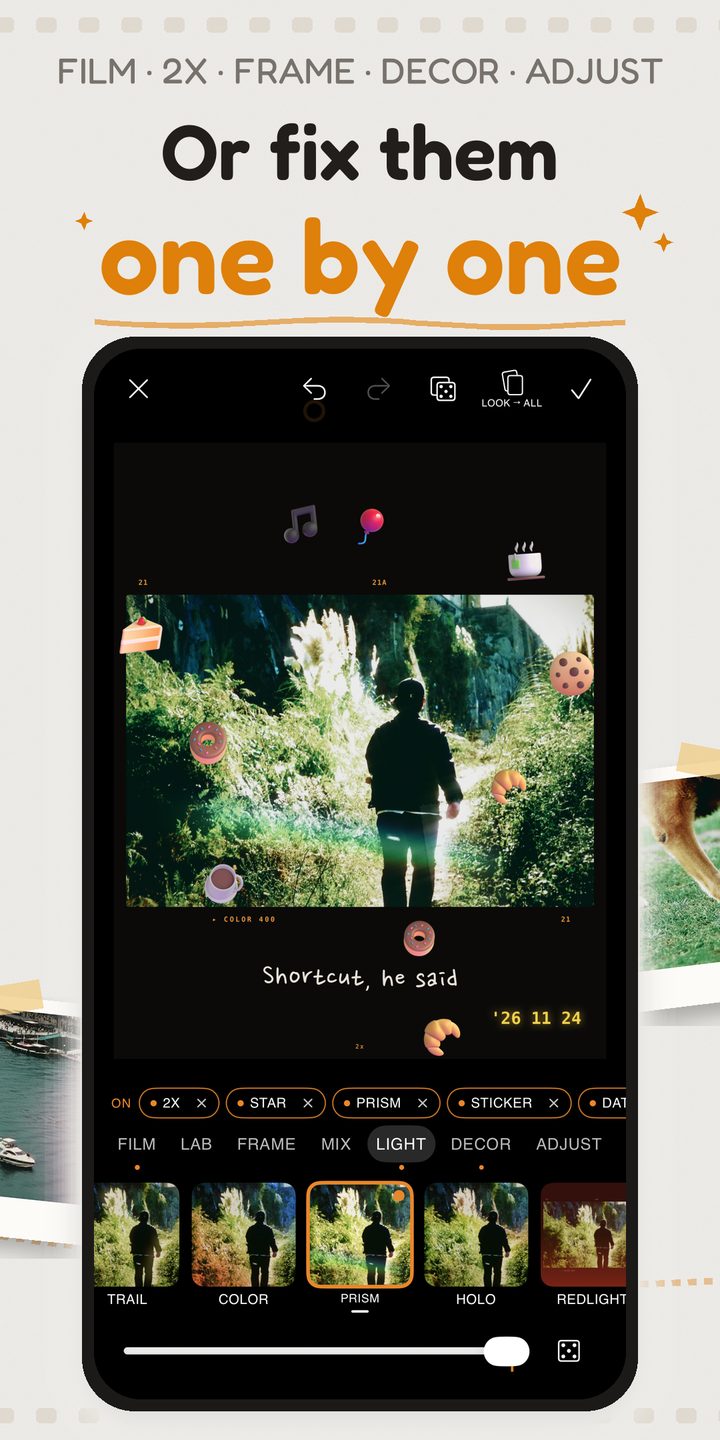 FILM · 2X · FRAME · DECOR · ADJUST
Or fix them
one by one
LOOK → ALL
21 21A
▸ COLOR 400 21
Shortcut, he said
'26 11 24
2x
ON 2X × STAR × PRISM × STICKER × DAT
FILM LAB FRAME MIX LIGHT DECOR ADJUST
TRAIL COLOR PRISM HOLO REDLIGHT